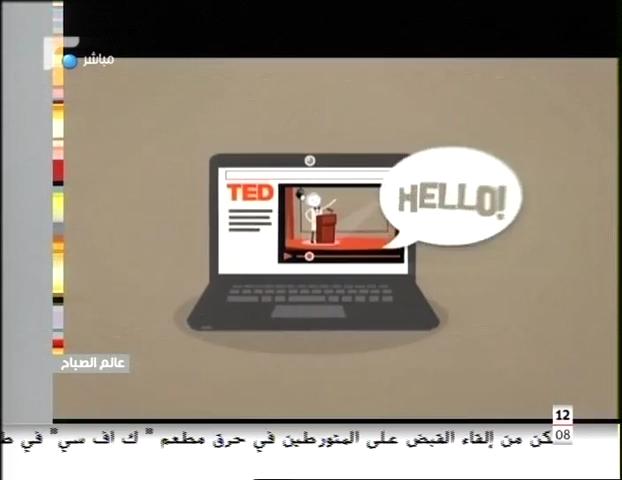 مباشر
TED
HELLO!
عالم الصباح
12
08
كن من إلقاء القبض على المتورطين في حرق مطعم " ك اف سي" في ط